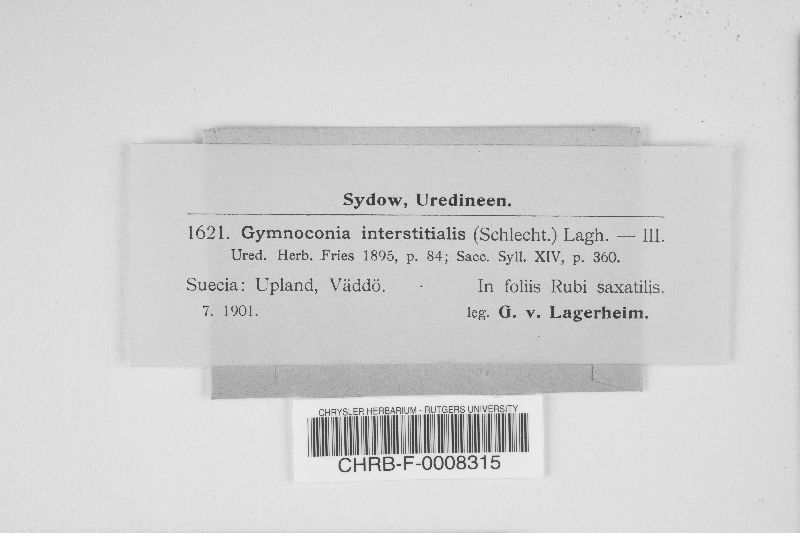 Sydow, Uredineen.
1621. Gymnoconia interstitialis (Schlecht.) Lagh. — III.
Ured. Herb. Fries 1895, p. 84; Sacc. Syll. XIV, p. 360.
Suecia: Upland, Väddö. In foliis Rubi saxatilis.
7. 1901. leg. G. v. Lagerheim.
CHRYSLER HERBARIUM - RUTGERS UNIVERSITY
CHRB-F-0008315